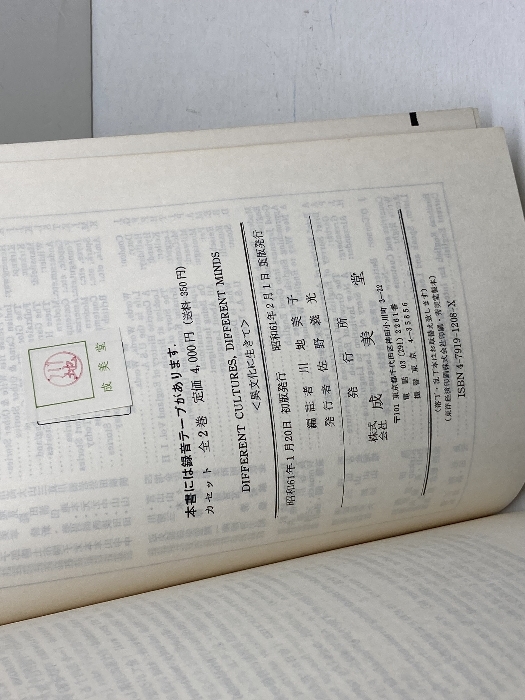 川地
成美堂
本書には録音テープがあります.
カセット 全2巻 定価 4,000円 (送料 350円)
DIFFERENT CULTURES, DIFFERENT MINDS
<異文化に生きて>
昭和61年1月20日 初版発行 昭和61年2月1日 重版発行
編註者 川地美子
発行者 佐野義光
発行所
株式会社 成美堂
〒101 東京都千代田区神田小川町 3-22
電話 03 (291) 2261番
振替東京 4-35856
(落丁・乱丁本はお取替え致します)
ISBN 4-7919-1208-X